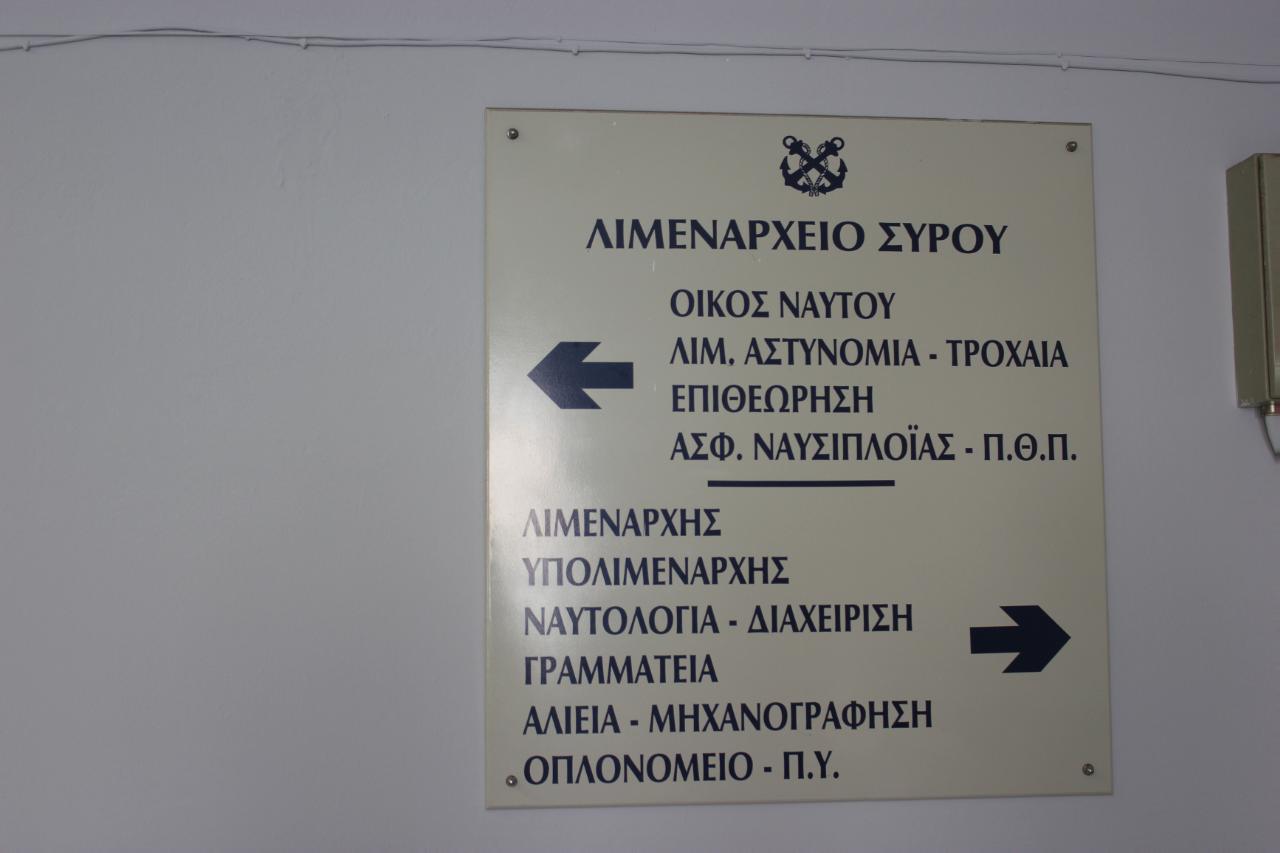 ΛΙΜΕΝΑΡΧΕΙΟ ΣΥΡΟΥ
ΟΙΚΟΣ ΝΑΥΤΟΥ
ΛΙΜ. ΑΣΤΥΝΟΜΙΑ - ΤΡΟΧΑΙΑ
ΕΠΙΘΕΩΡΗΣΗ
ΑΣΦ. ΝΑΥΣΙΠΛΟΪΑΣ - Π.Θ.Π.
ΛΙΜΕΝΑΡΧΗΣ
ΥΠΟΛΙΜΕΝΑΡΧΗΣ
ΝΑΥΤΟΛΟΓΙΑ - ΔΙΑΧΕΙΡΙΣΗ
ΓΡΑΜΜΑΤΕΙΑ
ΑΛΙΕΙΑ - ΜΗΧΑΝΟΓΡΑΦΗΣΗ
ΟΠΛΟΝΟΜΕΙΟ - Π.Υ.